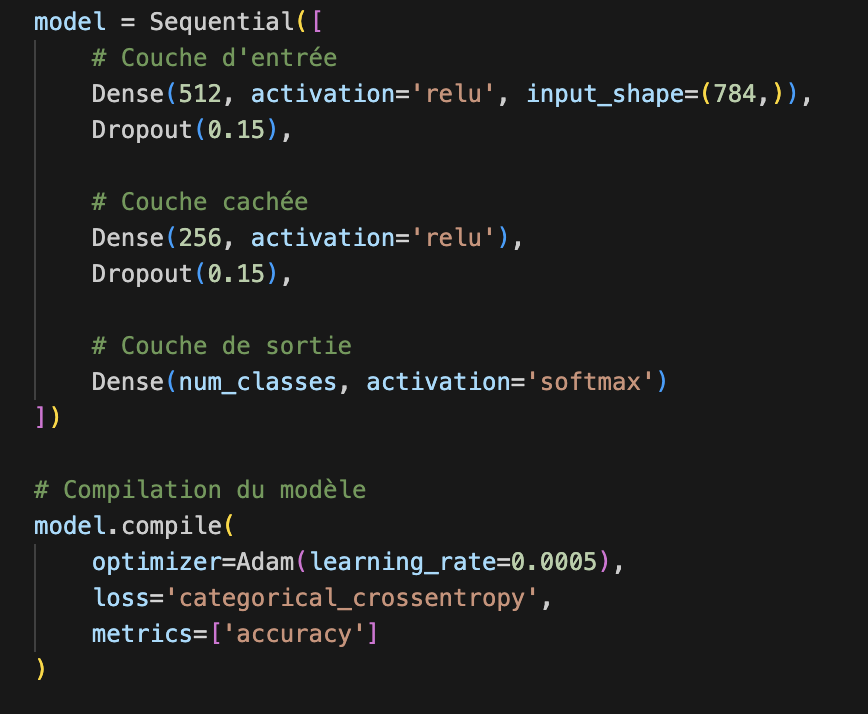 model = Sequential([
    # Couche d'entrée
    Dense(512, activation='relu', input_shape=(784,)),
    Dropout(0.15),

    # Couche cachée
    Dense(256, activation='relu'),
    Dropout(0.15),

    # Couche de sortie
    Dense(num_classes, activation='softmax')
])

# Compilation du modèle
model.compile(
    optimizer=Adam(learning_rate=0.0005),
    loss='categorical_crossentropy',
    metrics=['accuracy']
)